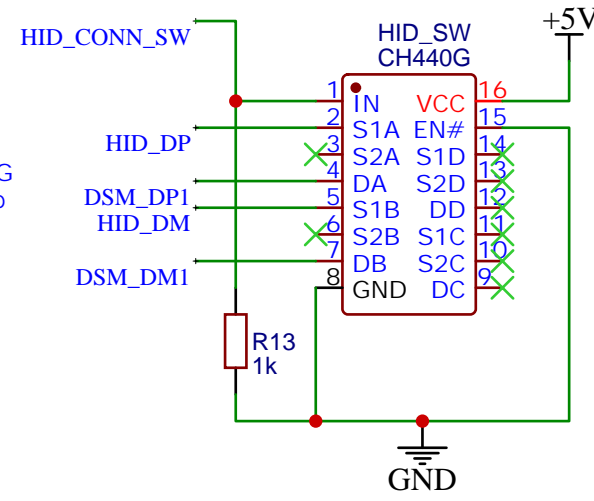 +5V
HID_CONN_SW
HID_SW
CH440G
1 IN VCC 16
2 S1A EN# 15
HID_DP
3 S2A S1D 14
G
4 DA S2D 13
DSM_DP1
5 S1B DD 12
HID_DM
6 S2B S1C 11
7 DB S2C 10
DSM_DM1
8 GND DC 9
R13
1k
GND